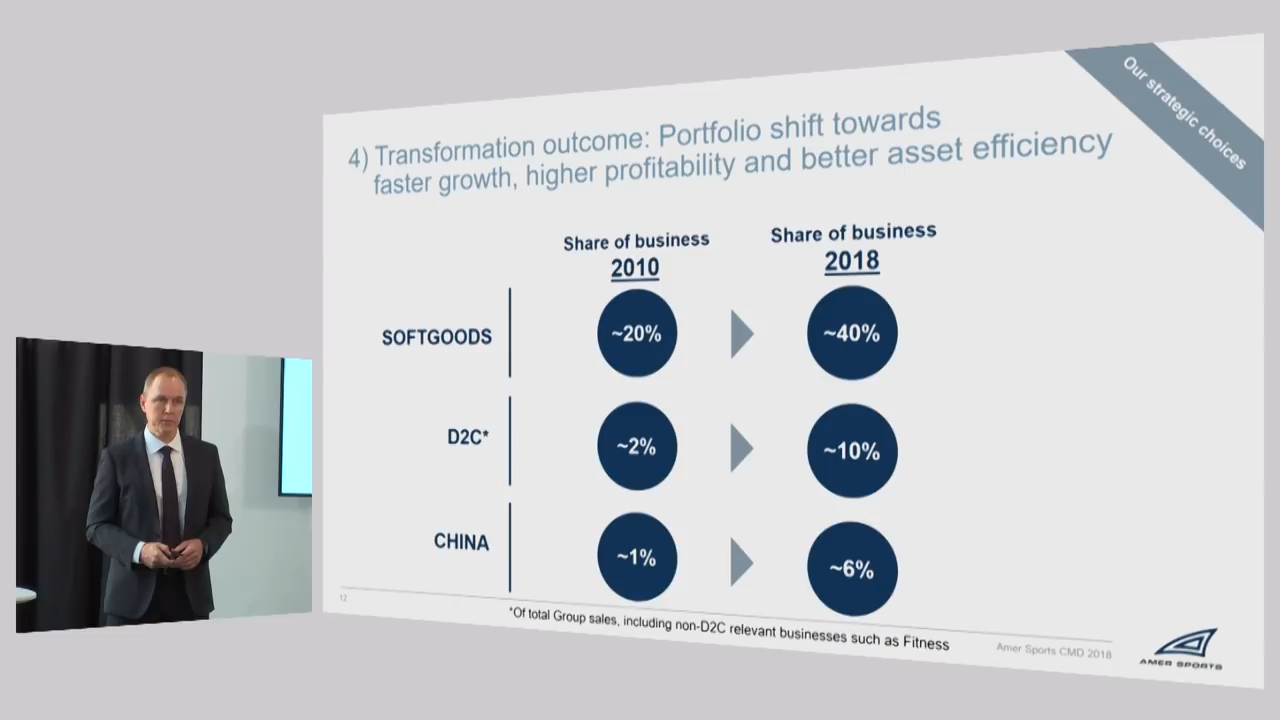 Our strategic choices
4) Transformation outcome: Portfolio shift towards
faster growth, higher profitability and better asset efficiency
Share of business
2010
Share of business
2018
SOFTGOODS
~20%
~40%
D2C*
~2%
~10%
CHINA
~1%
~6%
12
*Of total Group sales, including non-D2C relevant businesses such as Fitness
Amer Sports CMD 2018
AMER SPORTS